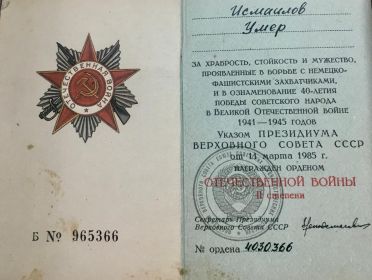 ОТЕЧЕСТВЕННАЯ ВОЙНА
Б № 965366
Исмаилов
Умер
ЗА ХРАБРОСТЬ, СТОЙКОСТЬ И МУЖЕСТВО,
ПРОЯВЛЕННЫЕ В БОРЬБЕ С НЕМЕЦКО-
ФАШИСТСКИМИ ЗАХВАТЧИКАМИ,
И В ОЗНАМЕНОВАНИЕ 40-ЛЕТИЯ
ПОБЕДЫ СОВЕТСКОГО НАРОДА
В ВЕЛИКОЙ ОТЕЧЕСТВЕННОЙ ВОЙНЕ
1941—1945 ГОДОВ
УКАЗОМ ПРЕЗИДИУМА
ВЕРХОВНОГО СОВЕТА СССР
от 11 марта 1985 г.
НАГРАЖДЕН ОРДЕНОМ
ОТЕЧЕСТВЕННОЙ ВОЙНЫ
II степени
Секретарь Президиума
Верховного Совета СССР
№ ордена 4030366